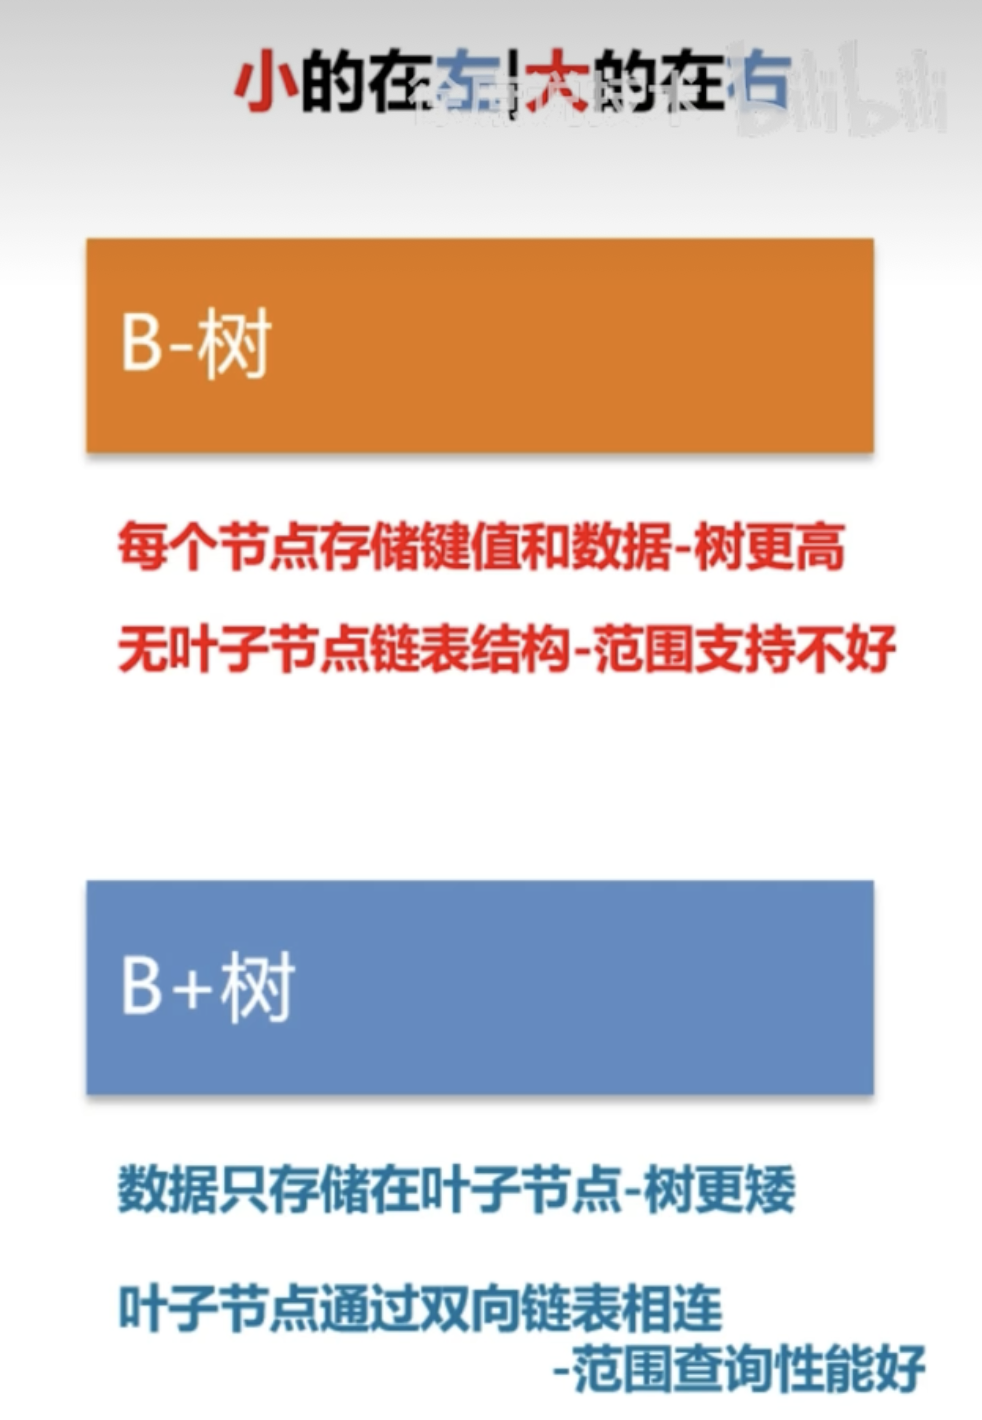 小的在左|大的在右
bilibili
B-树
每个节点存储键值和数据-树更高
无叶子节点链表结构-范围支持不好
B+树
数据只存储在叶子节点-树更矮
叶子节点通过双向链表相连
-范围查询性能好